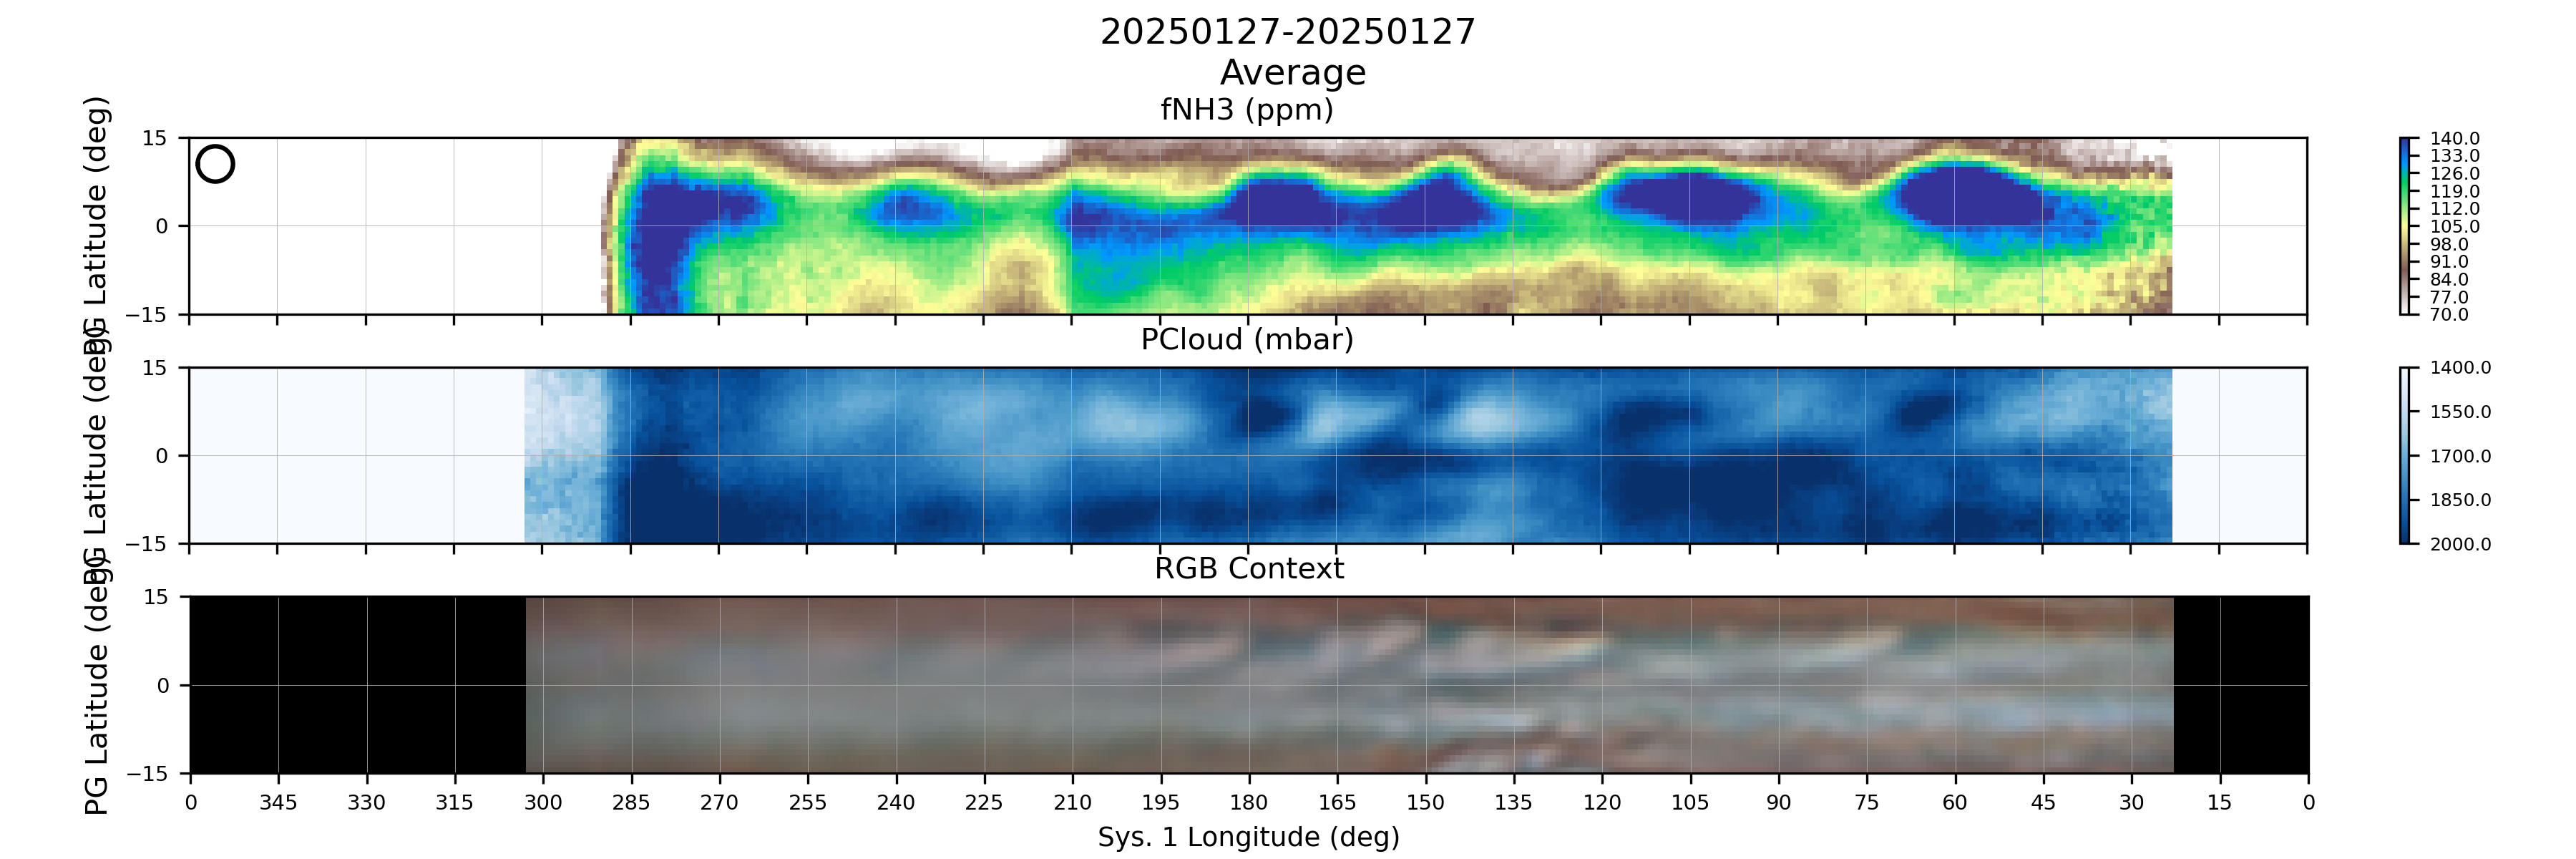 20250127-20250127
Average
fNH3 (ppm)
PG Latitude (deg)
15
0
−15
140.0
133.0
126.0
119.0
112.0
105.0
98.0
91.0
84.0
77.0
70.0
PCloud (mbar)
PG Latitude (deg)
15
0
−15
1400.0
1550.0
1700.0
1850.0
2000.0
RGB Context
PG Latitude (deg)
15
0
−15
0 345 330 315 300 285 270 255 240 225 210 195 180 165 150 135 120 105 90 75 60 45 30 15 0
Sys. 1 Longitude (deg)